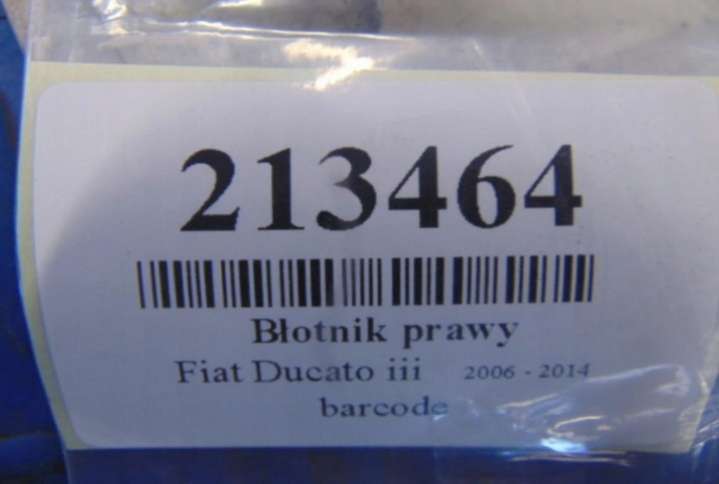 213464
Błotnik prawy
Fiat Ducato iii 2006 - 2014
barcode